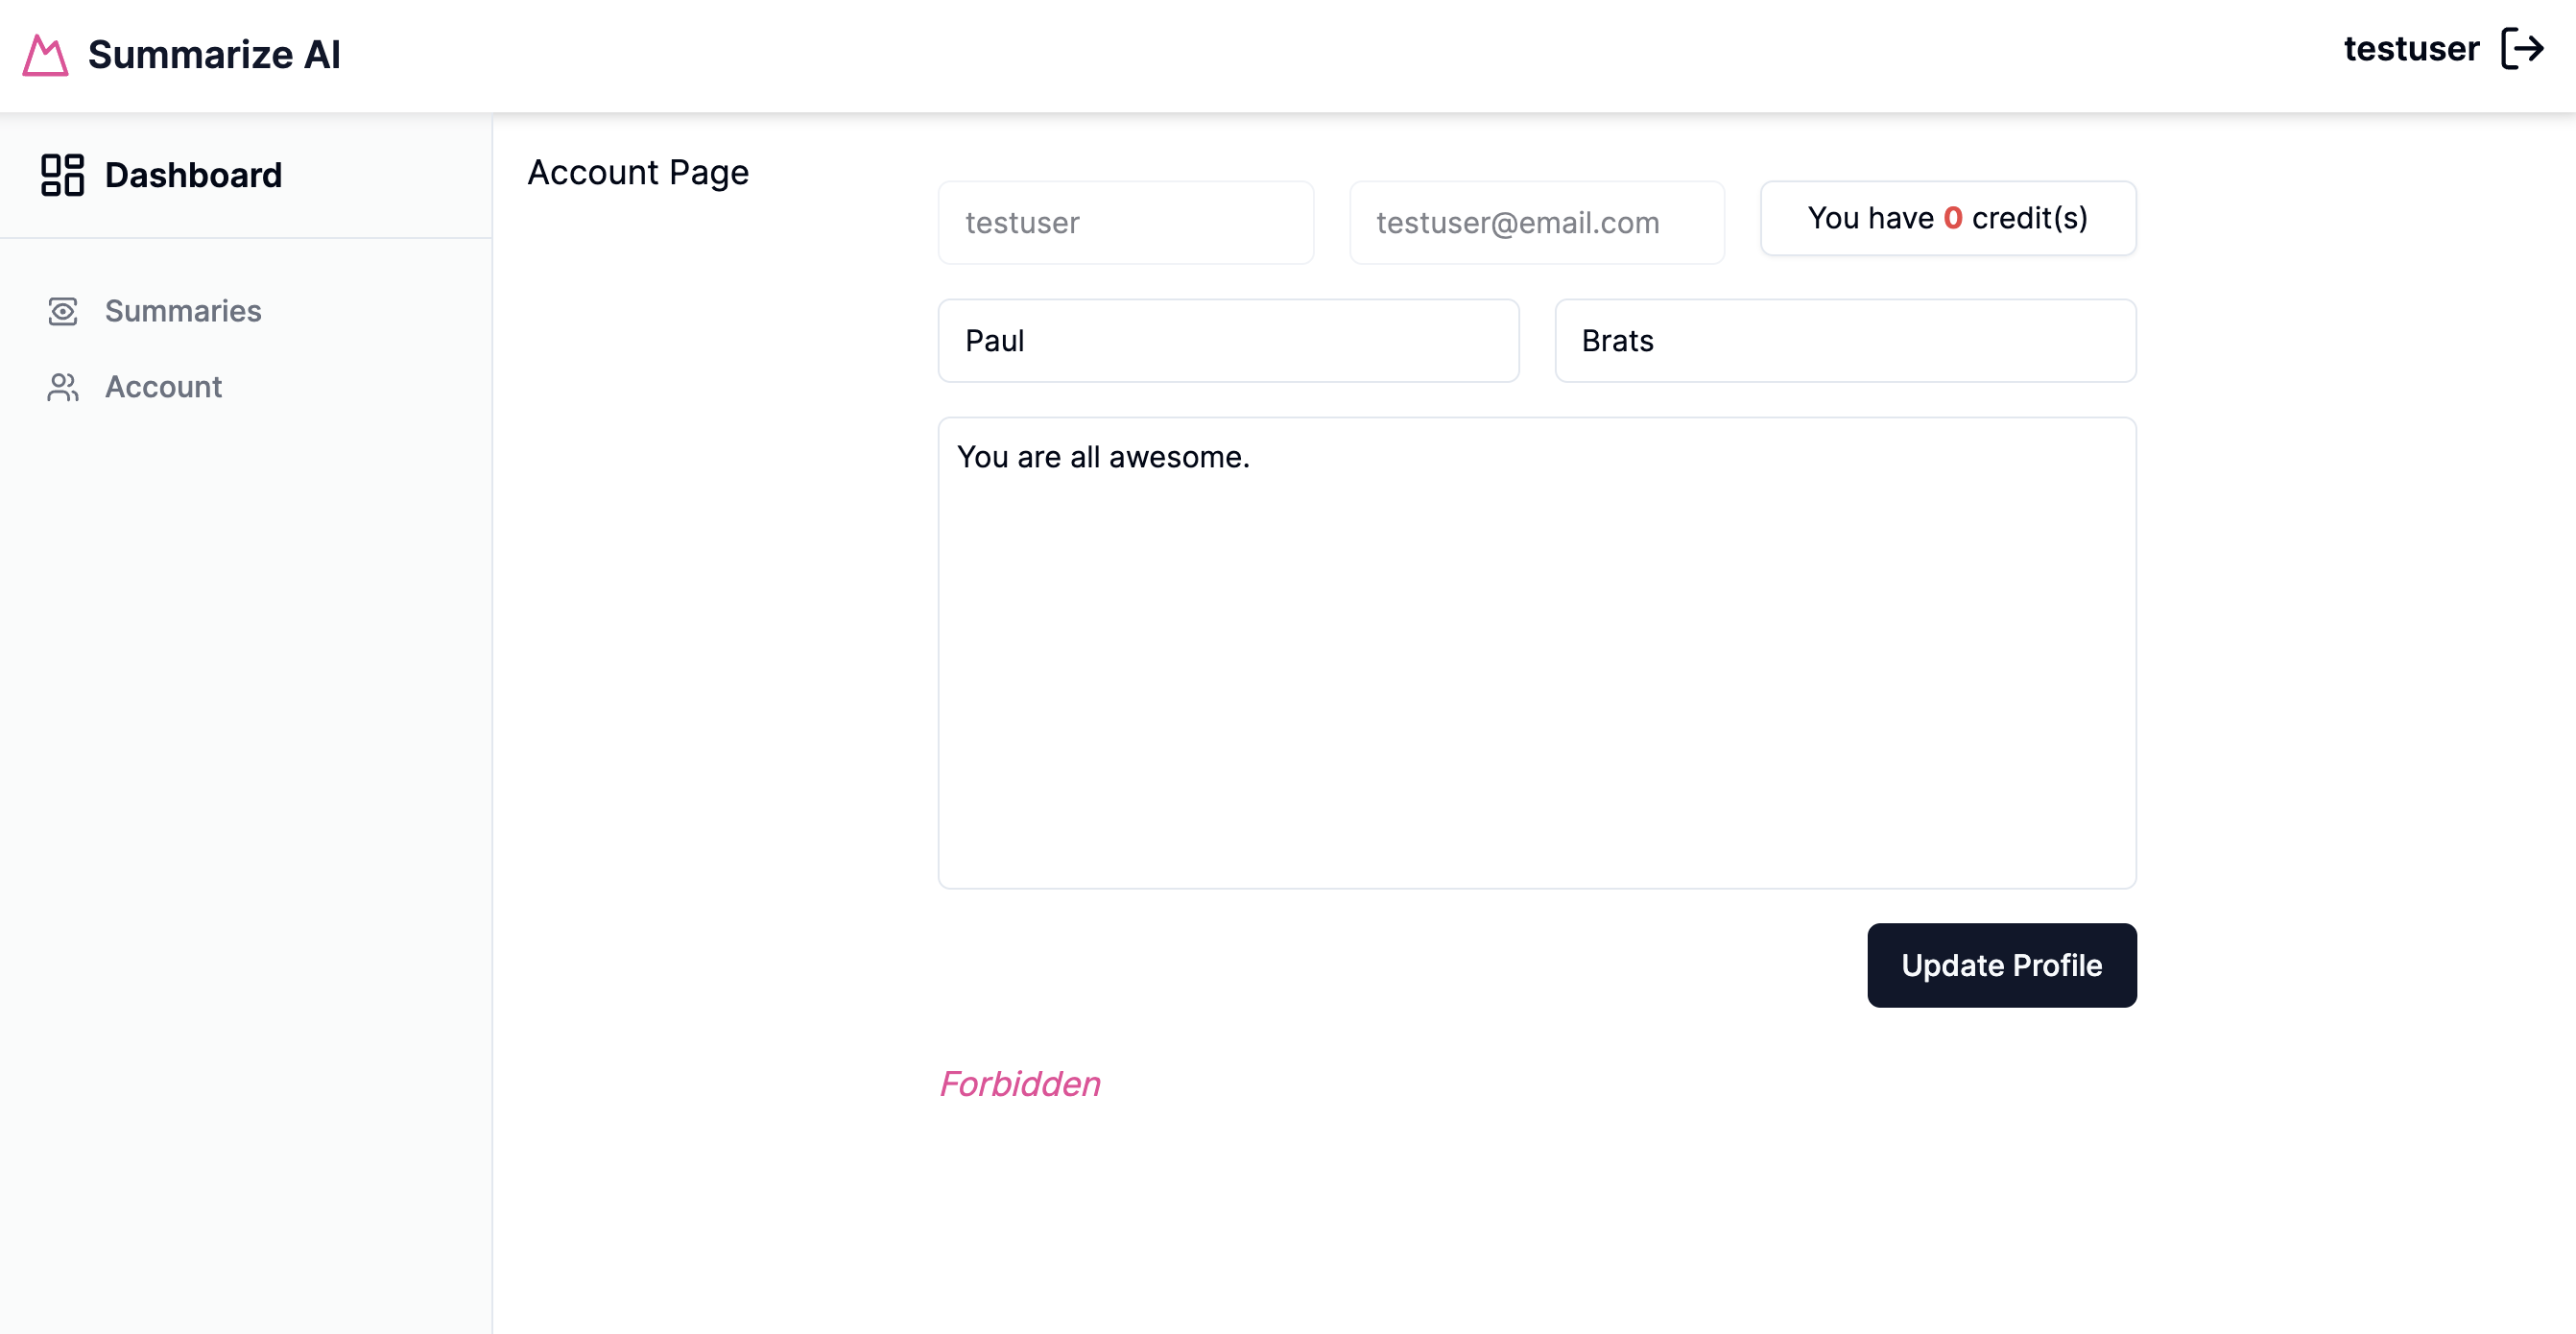 Summarize AI
testuser
Dashboard
Summaries
Account
Account Page
testuser
testuser@email.com
You have 0 credit(s)
Paul
Brats
You are all awesome.
Update Profile
Forbidden